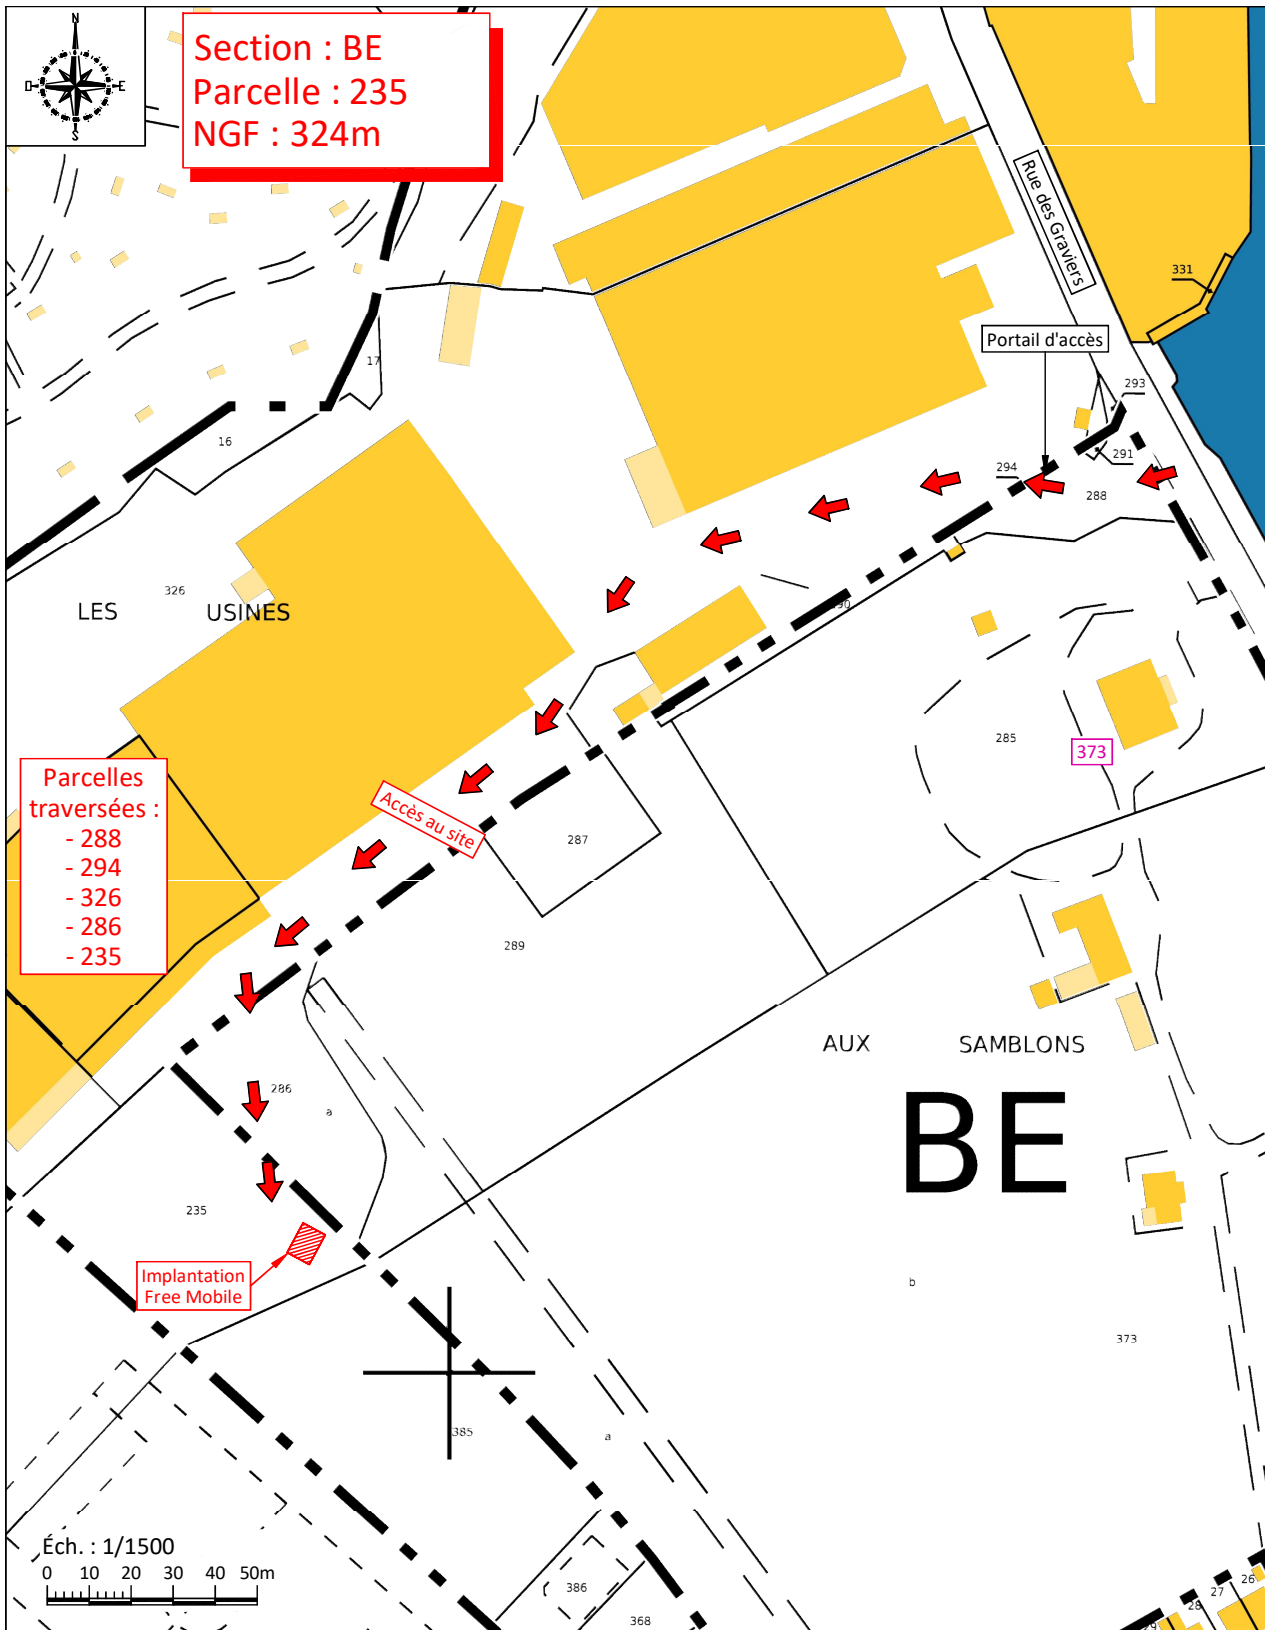 N
O
E
S
Section : BE
Parcelle : 235
NGF : 324m
Rue des Graviers
331
Portail d'accès
17
293
16
291
294
288
326
LES USINES
285
373
Parcelles
traversées :
- 288
- 294
- 326
- 286
- 235
Accès au site
287
289
AUX SAMBLONS
BE
286
a
235
Implantation
Free Mobile
b
373
385
a
Éch. : 1/1500
0 10 20 30 40 50m
386
368
26
27
28
29